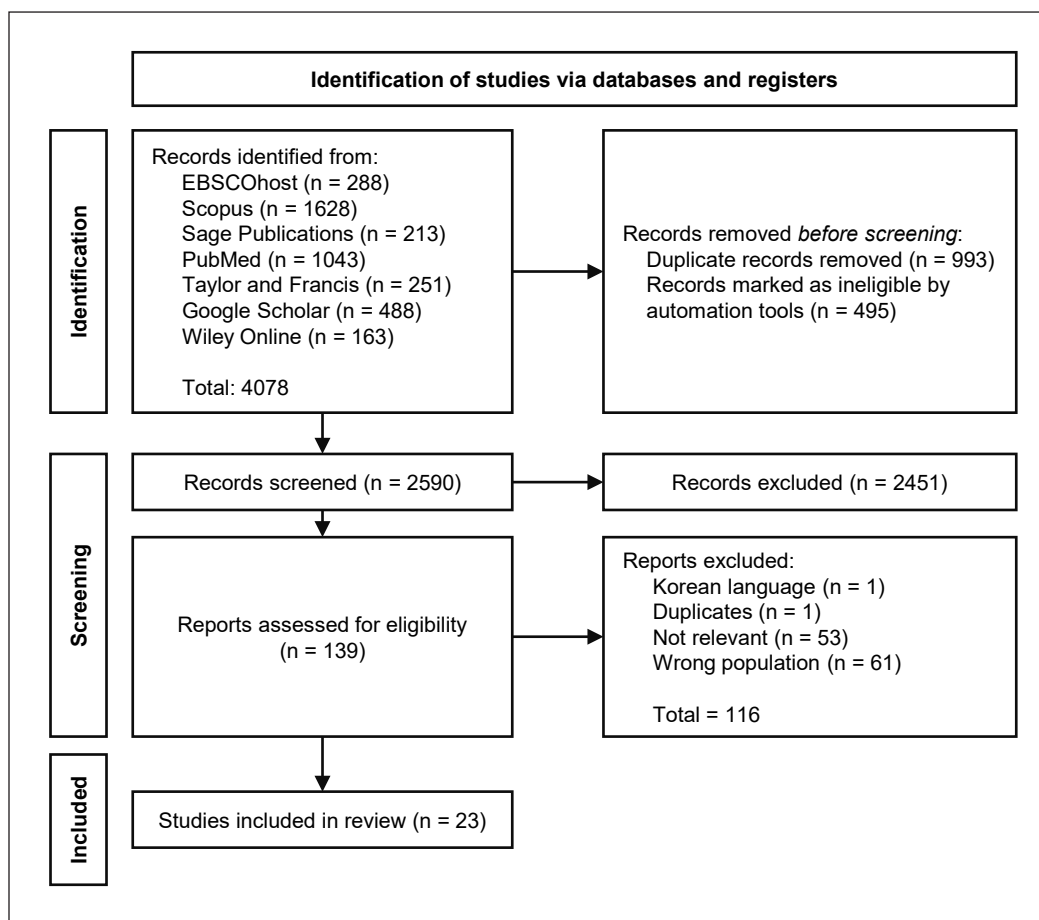 Identification of studies via databases and registers
Identification
Records identified from:
EBSCOhost (n = 288)
Scopus (n = 1628)
Sage Publications (n = 213)
PubMed (n = 1043)
Taylor and Francis (n = 251)
Google Scholar (n = 488)
Wiley Online (n = 163)
Total: 4078
Records removed before screening:
Duplicate records removed (n = 993)
Records marked as ineligible by
automation tools (n = 495)
Screening
Records screened (n = 2590)
Records excluded (n = 2451)
Reports assessed for eligibility
(n = 139)
Reports excluded:
Korean language (n = 1)
Duplicates (n = 1)
Not relevant (n = 53)
Wrong population (n = 61)
Total = 116
Included
Studies included in review (n = 23)